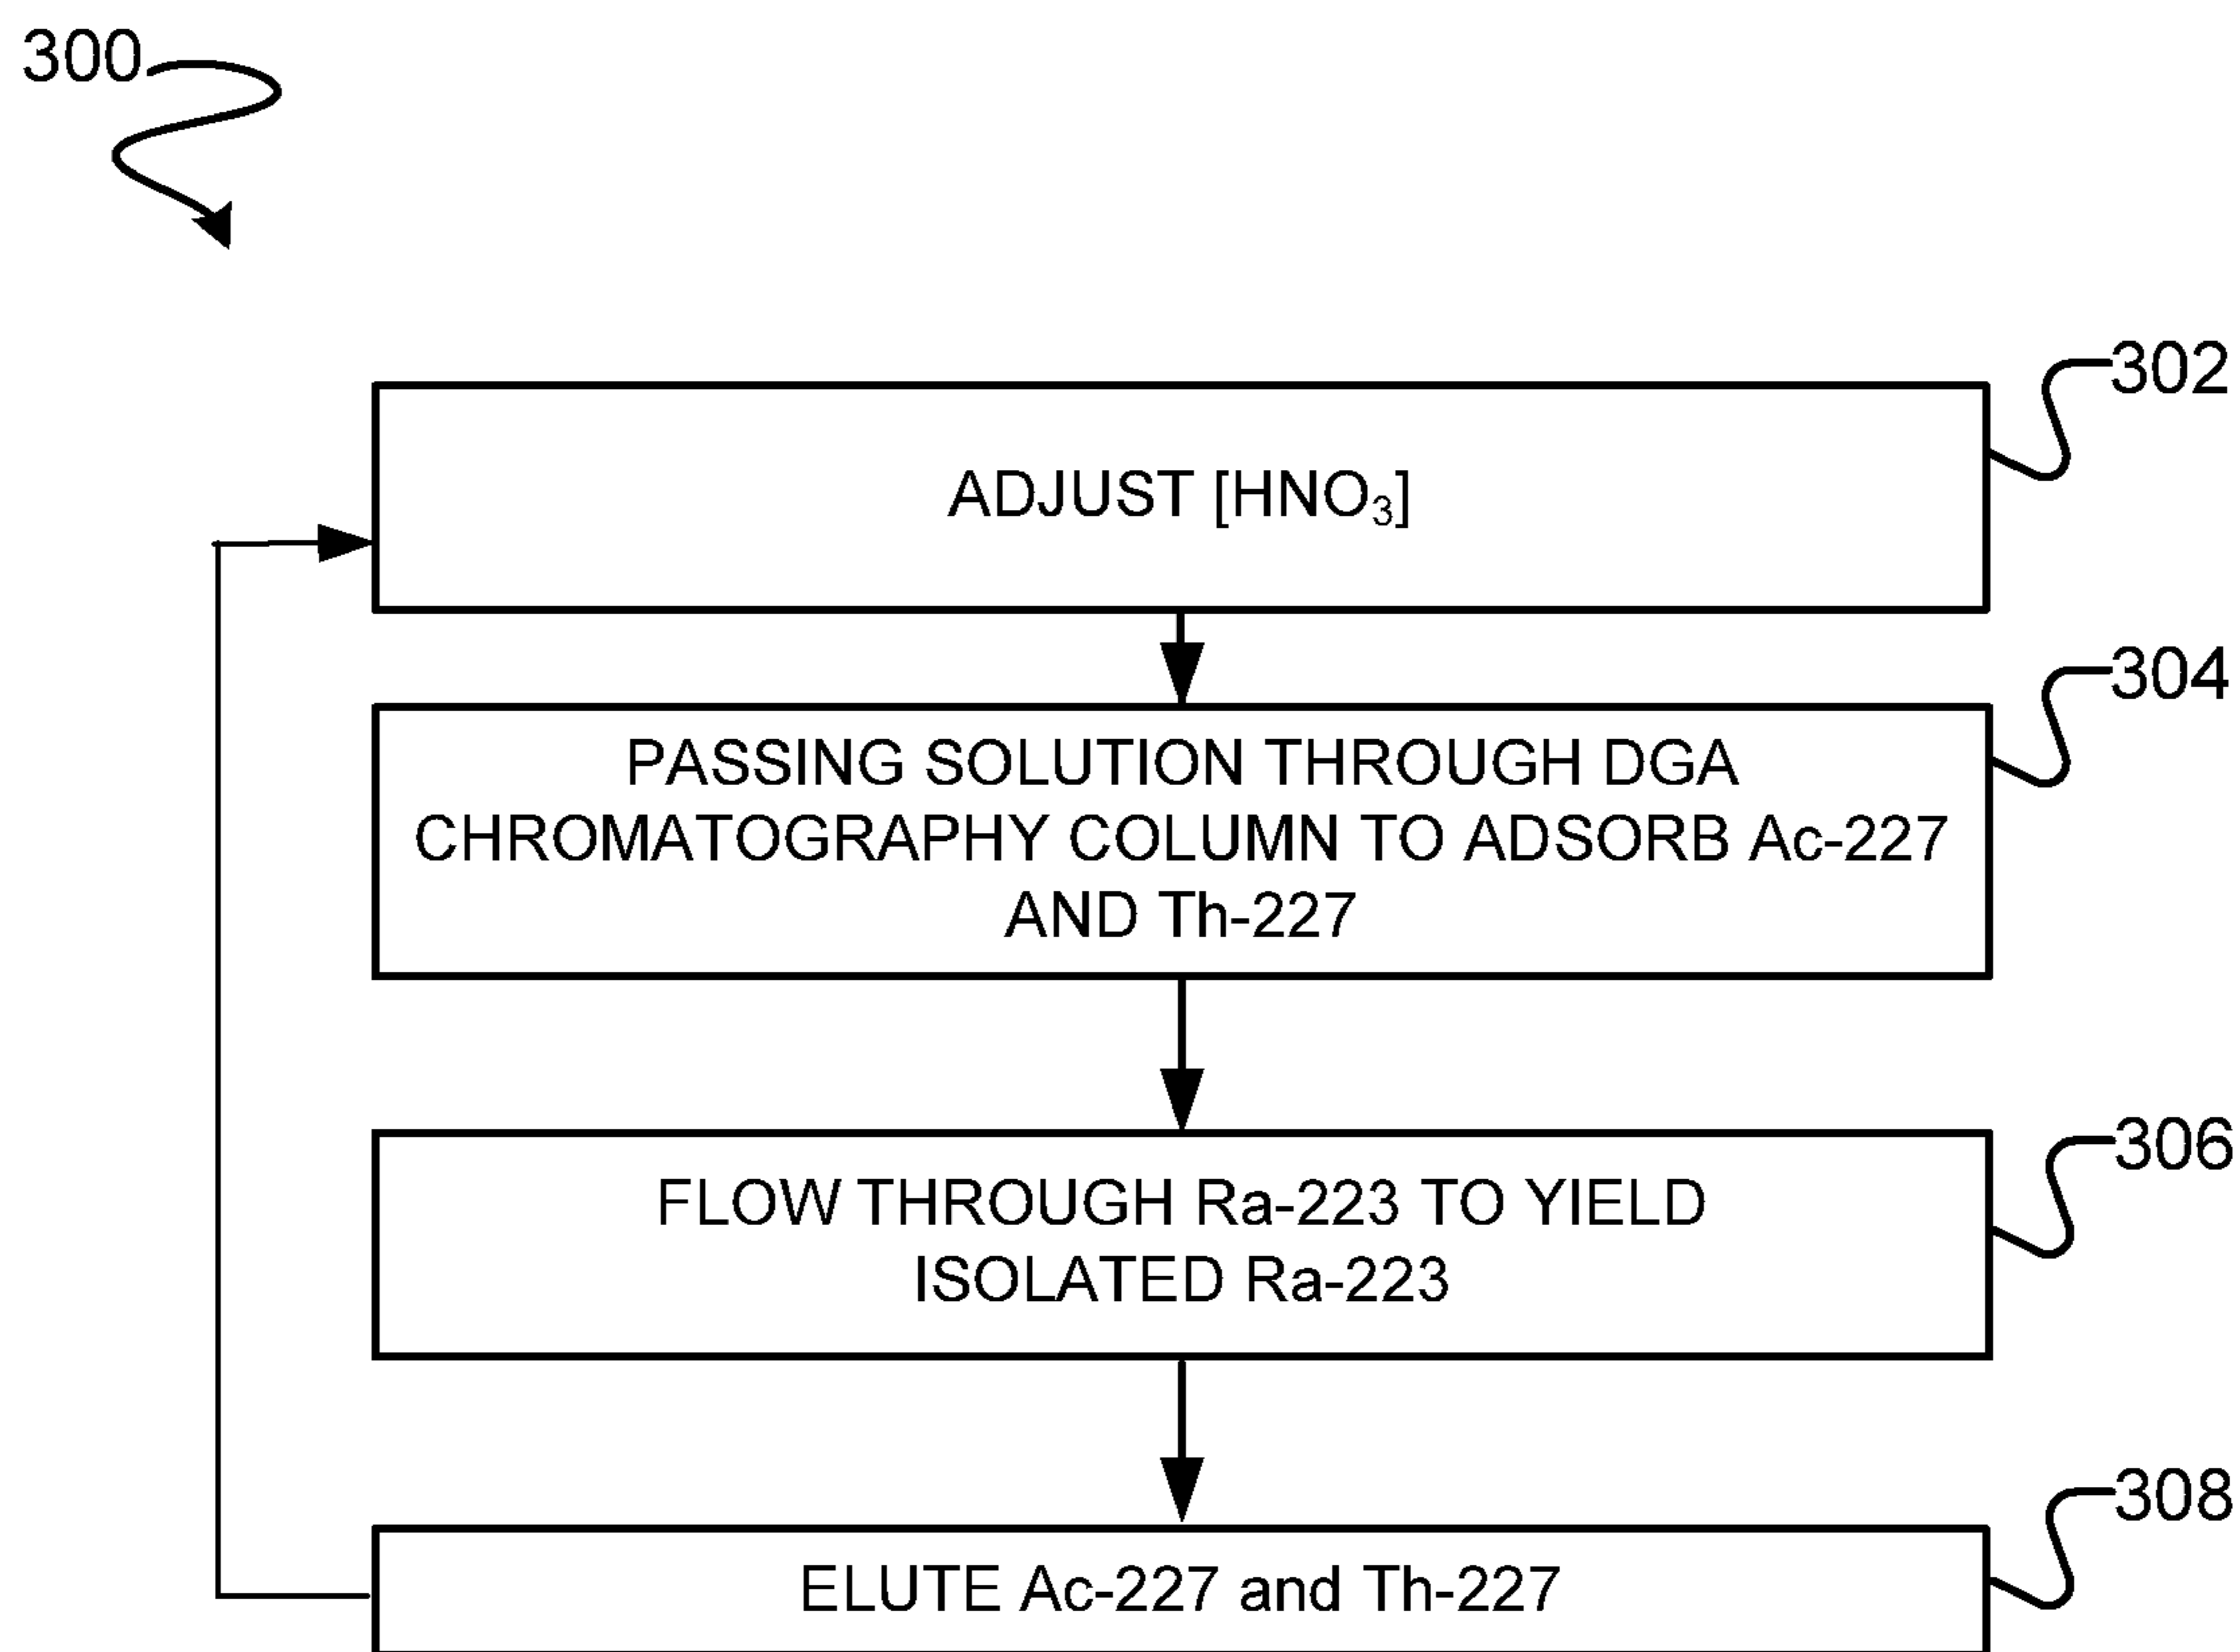 300
302
ADJUST [HNO₃]
304
PASSING SOLUTION THROUGH DGA
CHROMATOGRAPHY COLUMN TO ADSORB Ac-227
AND Th-227
306
FLOW THROUGH Ra-223 TO YIELD
ISOLATED Ra-223
308
ELUTE Ac-227 and Th-227